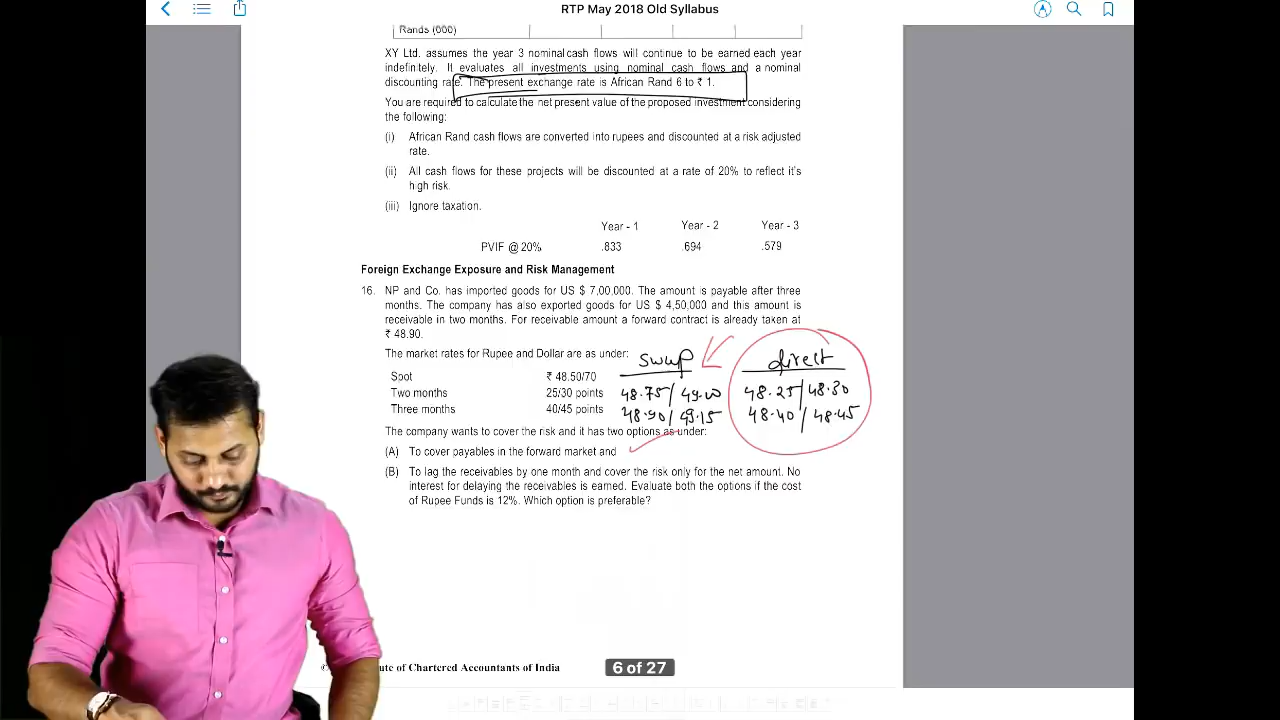 RTP May 2018 Old Syllabus
Rands (000)
XY Ltd. assumes the year 3 nominal cash flows will continue to be earned each year
indefinitely. It evaluates all investments using nominal cash flows and a nominal
discounting rate. The present exchange rate is African Rand 6 to ₹ 1.
You are required to calculate the net present value of the proposed investment considering
the following:
(i) African Rand cash flows are converted into rupees and discounted at a risk adjusted
rate.
(ii) All cash flows for these projects will be discounted at a rate of 20% to reflect it's
high risk.
(iii) Ignore taxation.
Year - 1 Year - 2 Year - 3
PVIF @ 20% .833 .694 .579
Foreign Exchange Exposure and Risk Management
16. NP and Co. has imported goods for US $ 7,00,000. The amount is payable after three
months. The company has also exported goods for US $ 4,50,000 and this amount is
receivable in two months. For receivable amount a forward contract is already taken at
₹ 48.90.
The market rates for Rupee and Dollar are as under: swap direct
Spot ₹ 48.50/70
Two months 25/30 points 48.75/ 49.00 48.25/ 48.30
Three months 40/45 points 48.90/ 49.15 48.40 / 48.45
The company wants to cover the risk and it has two options as under:
(A) To cover payables in the forward market and
(B) To lag the receivables by one month and cover the risk only for the net amount. No
interest for delaying the receivables is earned. Evaluate both the options if the cost
of Rupee Funds is 12%. Which option is preferable?
ute of Chartered Accountants of India
6 of 27